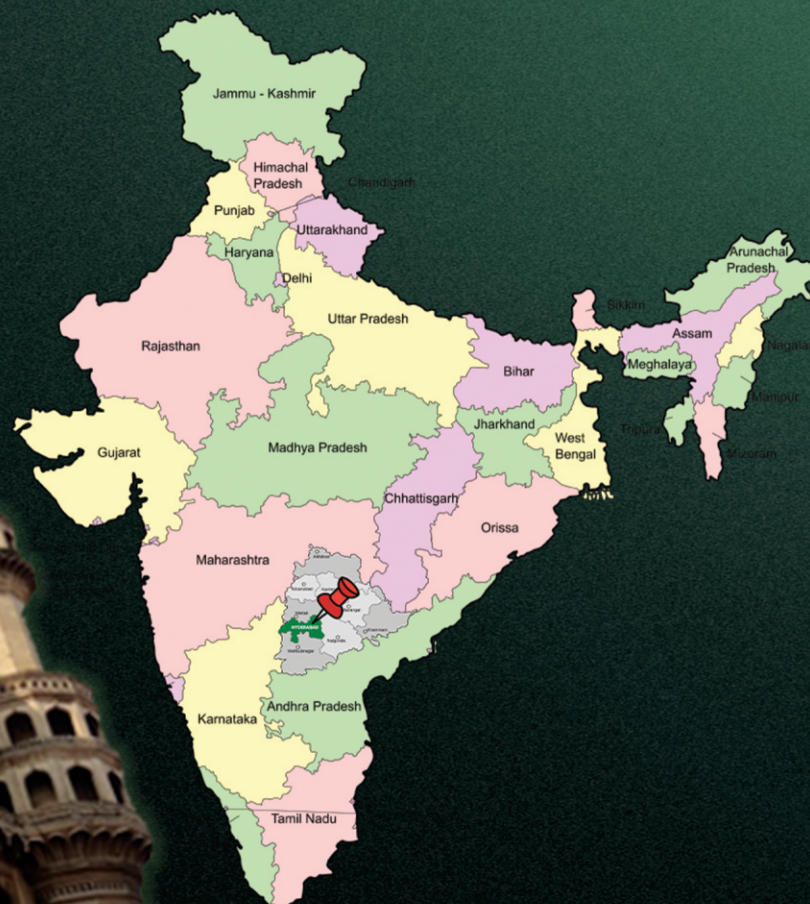 Jammu - Kashmir
Himachal
Pradesh
Chandigarh
Punjab
Uttarakhand
Haryana
Delhi
Arunachal
Pradesh
Sikkim
Uttar Pradesh
Assam
Rajasthan
Nagala
Bihar
Meghalaya
Manipur
Jharkhand
Tripura
West
Bengal
Madhya Pradesh
Gujarat
Mizoram
Chhattisgarh
Orissa
Maharashtra
HYDERABAD
Andhra Pradesh
Karnataka
Tamil Nadu